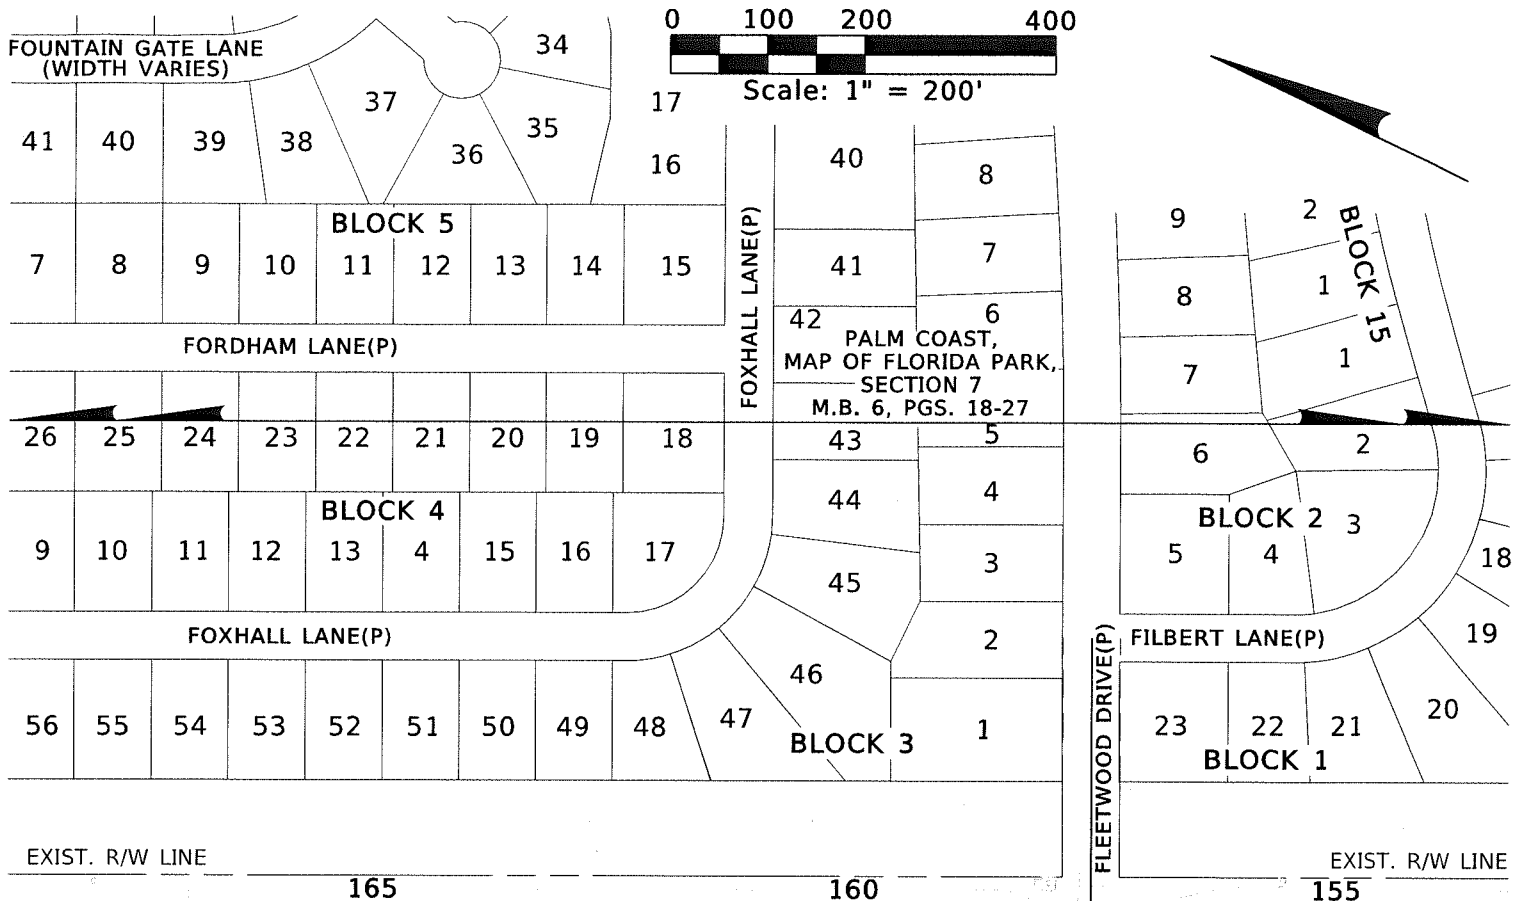 0 100 200 400
Scale: 1" = 200'
FOUNTAIN GATE LANE
(WIDTH VARIES)
34
37
17
35
41 40 39 38 36 16
40
8
FOXHALL LANE(P)
9
2
BLOCK 15
BLOCK 5
7 8 9 10 11 12 13 14 15
41
7
8
1
42
6
FORDHAM LANE(P)
PALM COAST,
MAP OF FLORIDA PARK,
SECTION 7
M.B. 6, PGS. 18-27
7
1
26 25 24 23 22 21 20 19 18
43
5
6
2
44
4
BLOCK 4
BLOCK 2
3
9 10 11 12 13 4 15 16 17
45
3
5
4
18
FOXHALL LANE(P)
2
FLEETWOOD DRIVE(P)
FILBERT LANE(P)
19
46
56 55 54 53 52 51 50 49 48 47
BLOCK 3
1
23 22 21 20
BLOCK 1
EXIST. R/W LINE
EXIST. R/W LINE
165 160 155